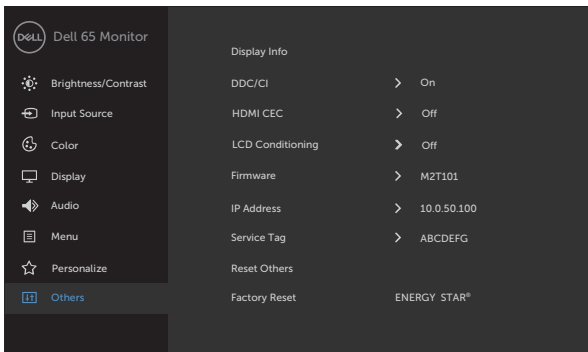 DELL Dell 65 Monitor
Display Info
Brightness/Contrast DDC/CI On
Input Source HDMI CEC Off
Color LCD Conditioning Off
Display Firmware M2T101
Audio IP Address 10.0.50.100
Menu Service Tag ABCDEFG
Personalize Reset Others
Others Factory Reset ENERGY STAR®